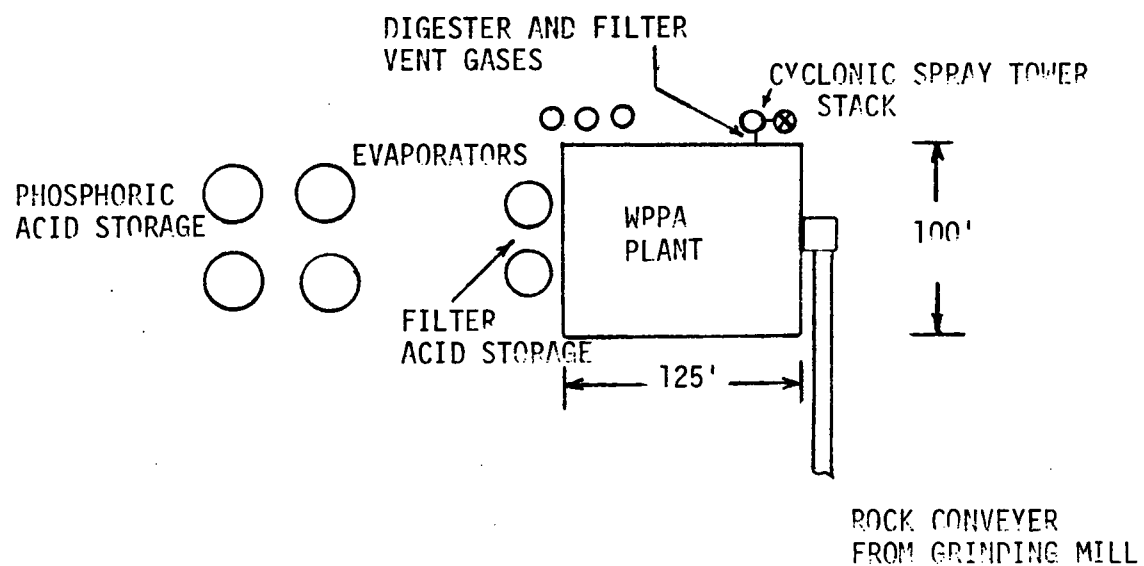 DIGESTER AND FILTER
VENT GASES
CYCLONIC SPRAY TOWER
STACK
EVAPORATORS
PHOSPHORIC
ACID STORAGE
WPPA
PLANT
100'
FILTER
ACID STORAGE
125'
ROCK CONVEYER
FROM GRINDING MILL